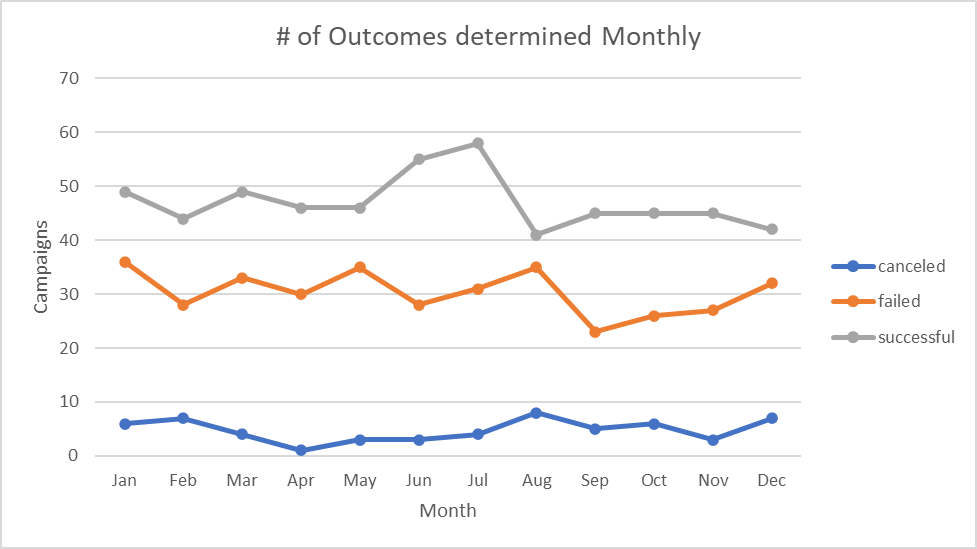 # of Outcomes determined Monthly
70
60
50
40
30
20
10
0
Campaigns
Jan Feb Mar Apr May Jun Jul Aug Sep Oct Nov Dec
Month
canceled
failed
successful